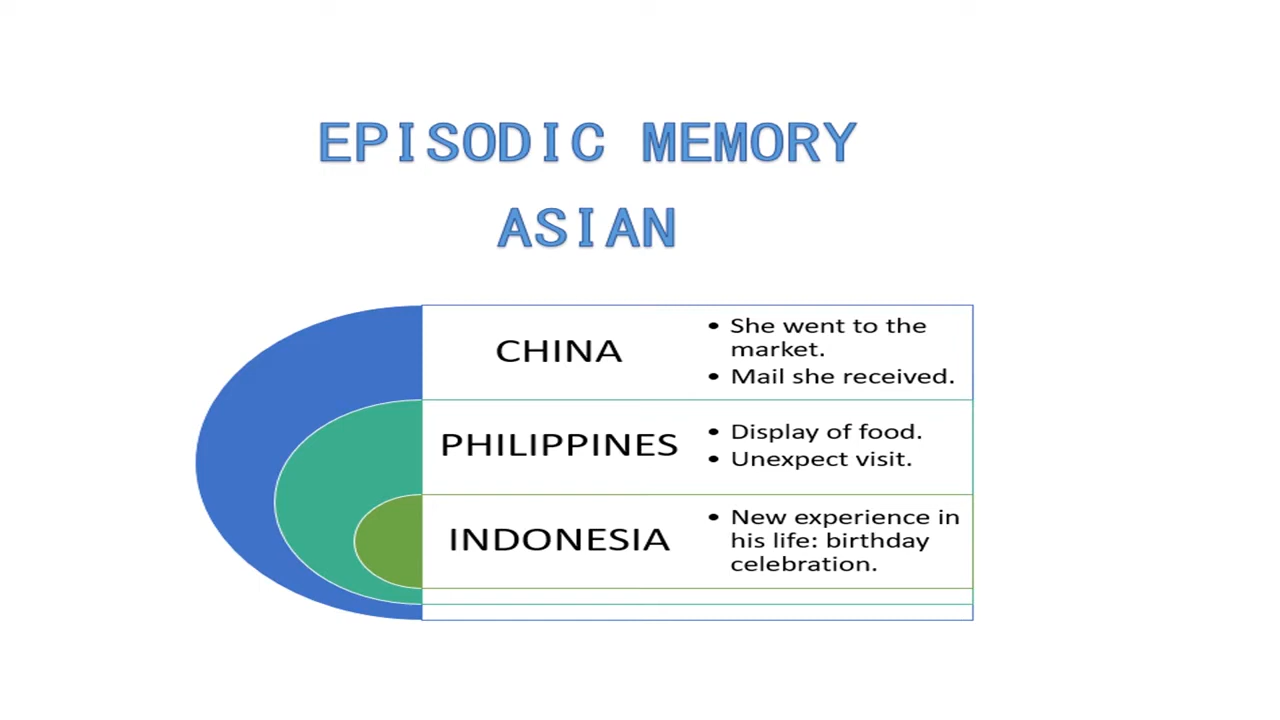 EPISODIC MEMORY
ASIAN
CHINA
• She went to the
market.
• Mail she received.
PHILIPPINES
• Display of food.
• Unexpect visit.
INDONESIA
• New experience in
his life: birthday
celebration.